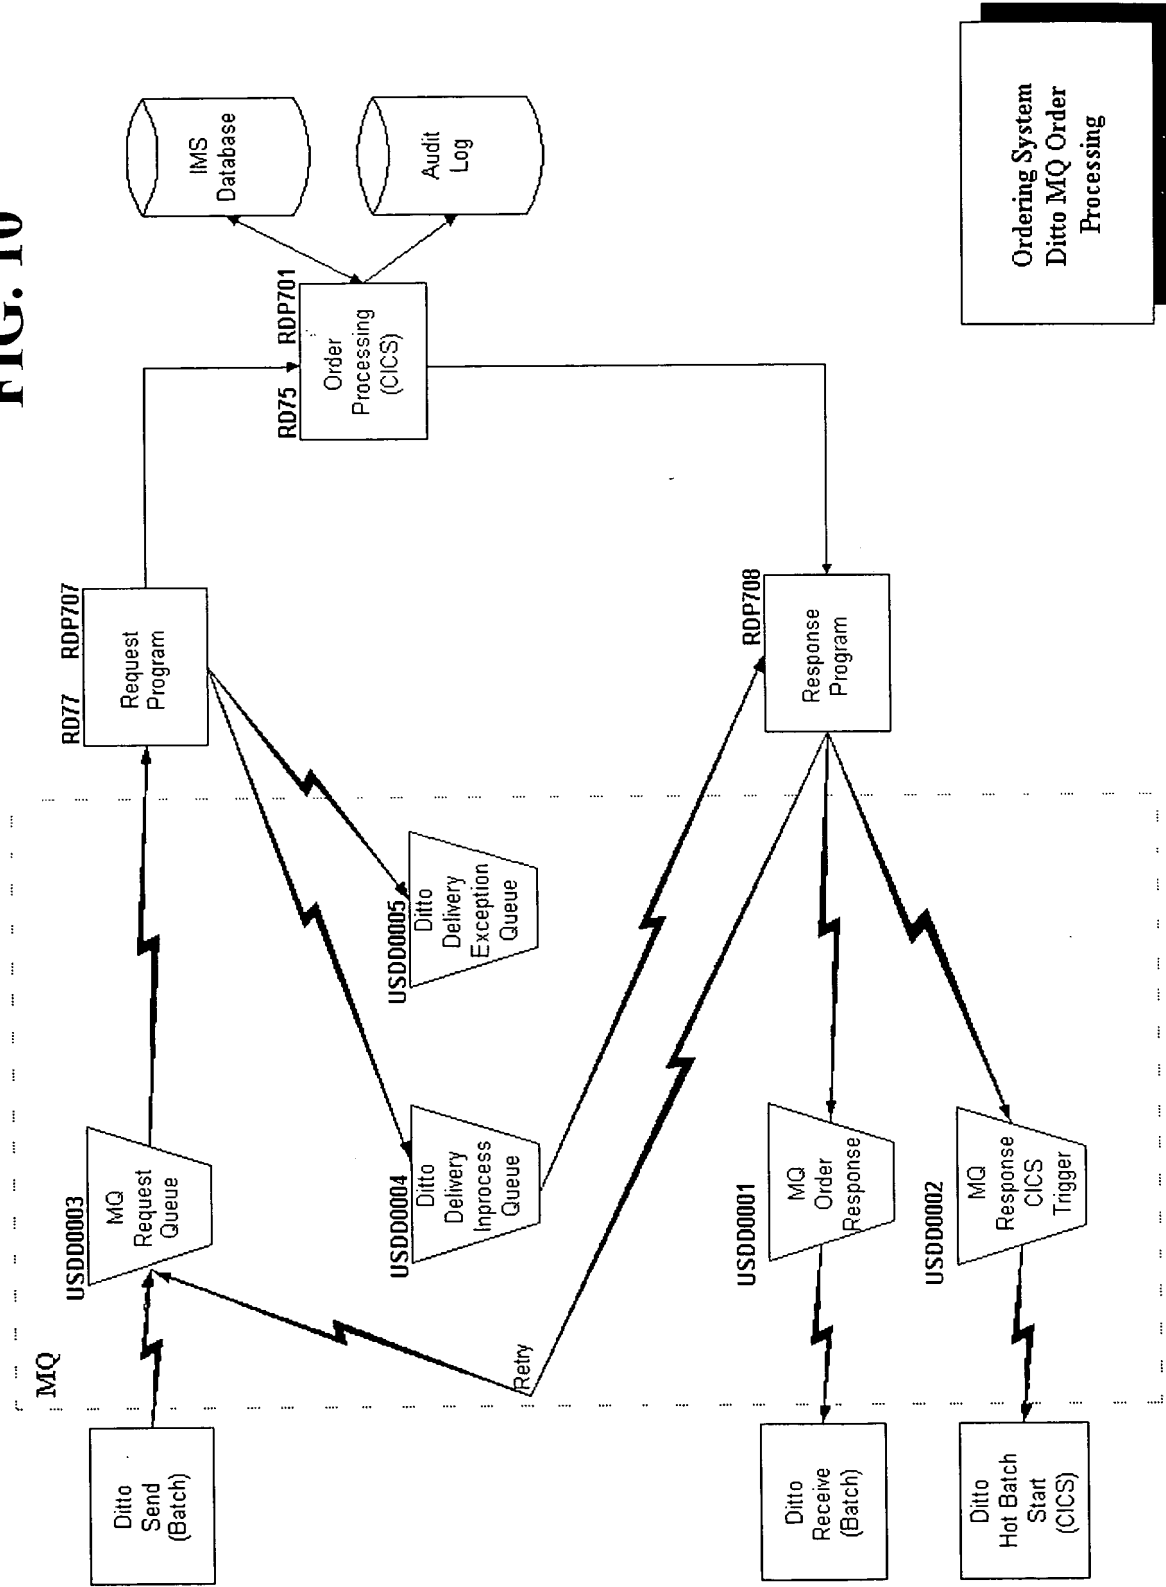 FIG. 10
MQ
Ditto
Send
(Batch)
USDD0003
MQ
Request
Queue
RD77 RDP707
Request
Program
RD75 RDP701
Order
Processing
(CICS)
IMS
Database
Audit
Log
USDD0004
Ditto
Delivery
Inprocess
Queue
USDD0005
Ditto
Delivery
Exception
Queue
Retry
RDP708
Response
Program
USDD0001
MQ
Order
Response
Ditto
Receive
(Batch)
USDD0002
MQ
Response
CICS
Trigger
Ditto
Hot Batch
Start
(CICS)
Ordering System
Ditto MQ Order
Processing